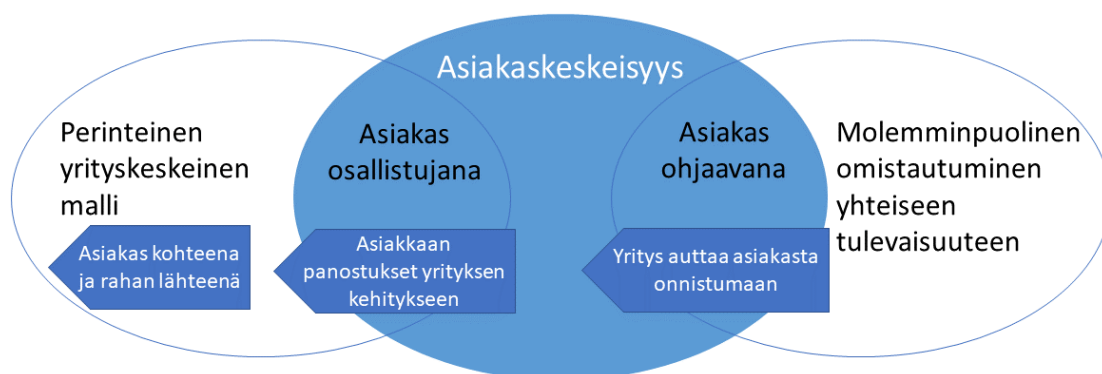 Asiakaskeskeisyys
Perinteinen
yrityskeskeinen
malli
Asiakas kohteena
ja rahan lähteenä
Asiakas
osallistujana
Asiakkaan
panostukset yrityksen
kehitykseen
Asiakas
ohjaavana
Yritys auttaa asiakasta
onnistumaan
Molemminpuolinen
omistautuminen
yhteiseen
tulevaisuuteen